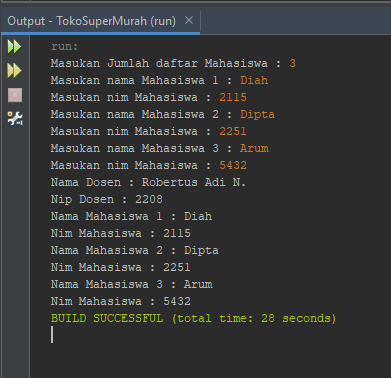 Output - TokoSuperMurah (run)
run:
Masukan Jumlah daftar Mahasiswa : 3
Masukan nama Mahasiswa 1 : Diah
Masukan nim Mahasiswa : 2115
Masukan nama Mahasiswa 2 : Dipta
Masukan nim Mahasiswa : 2251
Masukan nama Mahasiswa 3 : Arum
Masukan nim Mahasiswa : 5432
Nama Dosen : Robertus Adi N.
Nip Dosen : 2208
Nama Mahasiswa 1 : Diah
Nim Mahasiswa : 2115
Nama Mahasiswa 2 : Dipta
Nim Mahasiswa : 2251
Nama Mahasiswa 3 : Arum
Nim Mahasiswa : 5432
BUILD SUCCESSFUL (total time: 28 seconds)